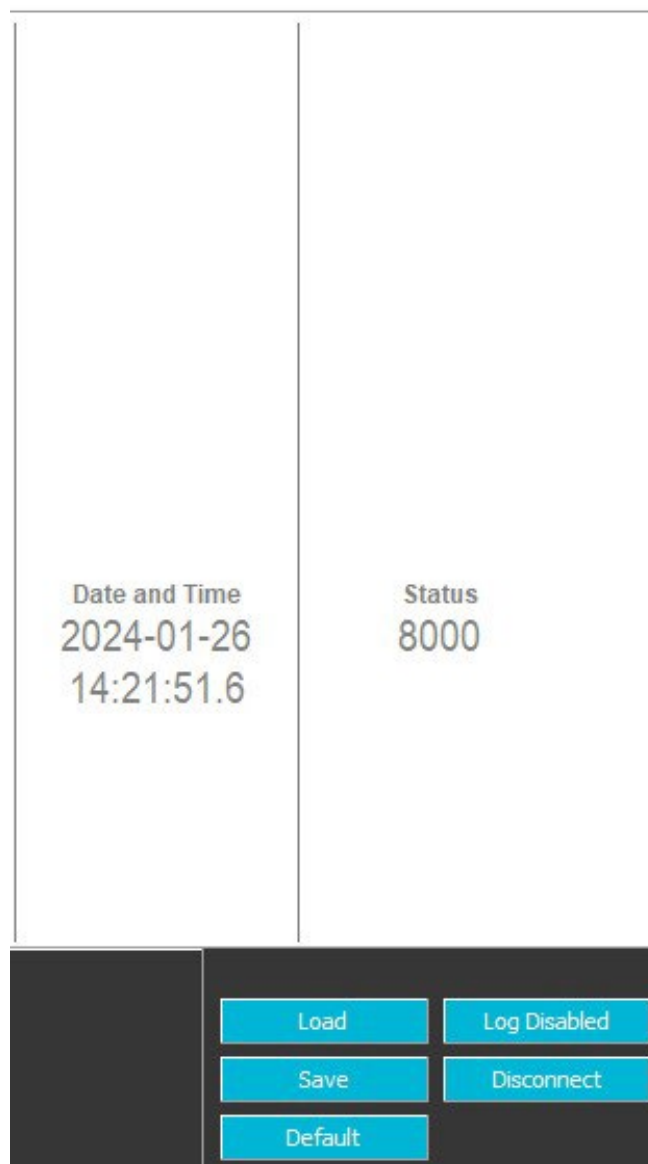 Date and Time
2024-01-26
14:21:51.6
Status
8000
Load
Log Disabled
Save
Disconnect
Default